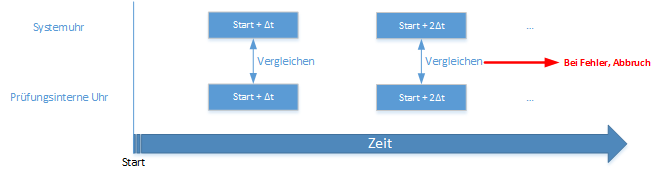 Systemuhr
Start + Δt
Start + 2Δt
...
Vergleichen
Vergleichen
Bei Fehler, Abbruch
Prüfungsinterne Uhr
Start + Δt
Start + 2Δt
...
Zeit
Start